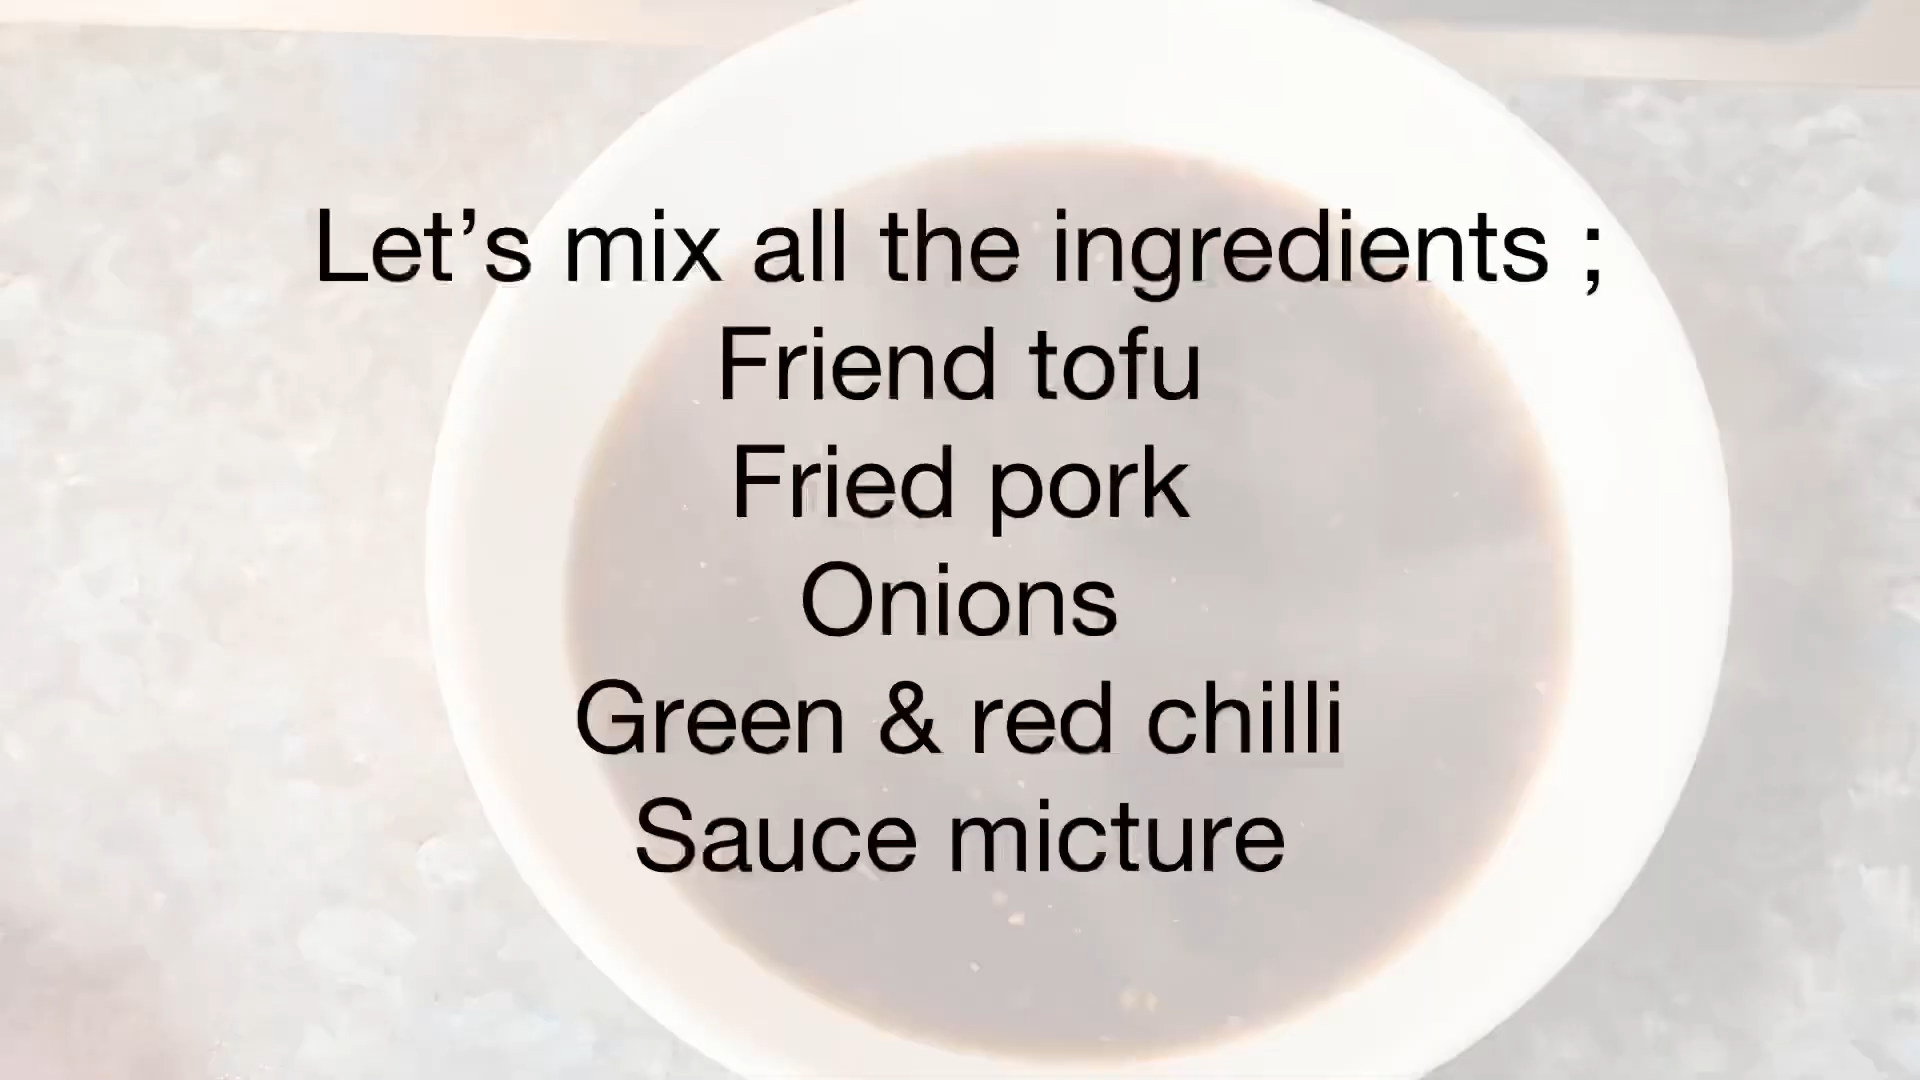 Let’s mix all the ingredients ;
Friend tofu
Fried pork
Onions
Green & red chilli
Sauce micture